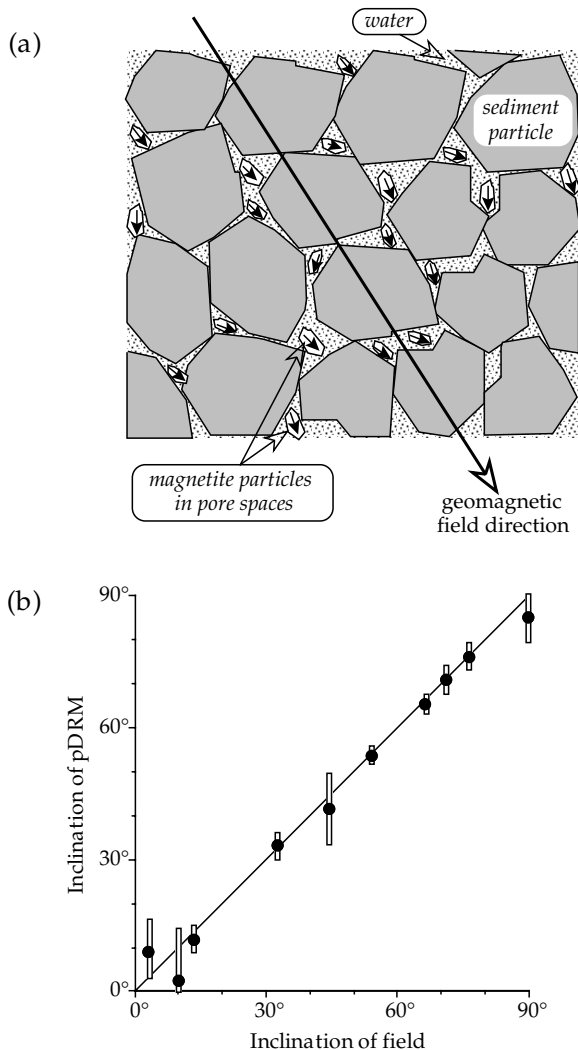 (a)
water
sediment
particle
magnetite particles
in pore spaces
geomagnetic
field direction
(b)
90°
60°
30°
0°
Inclination of pDRM
0°
30°
60°
90°
Inclination of field